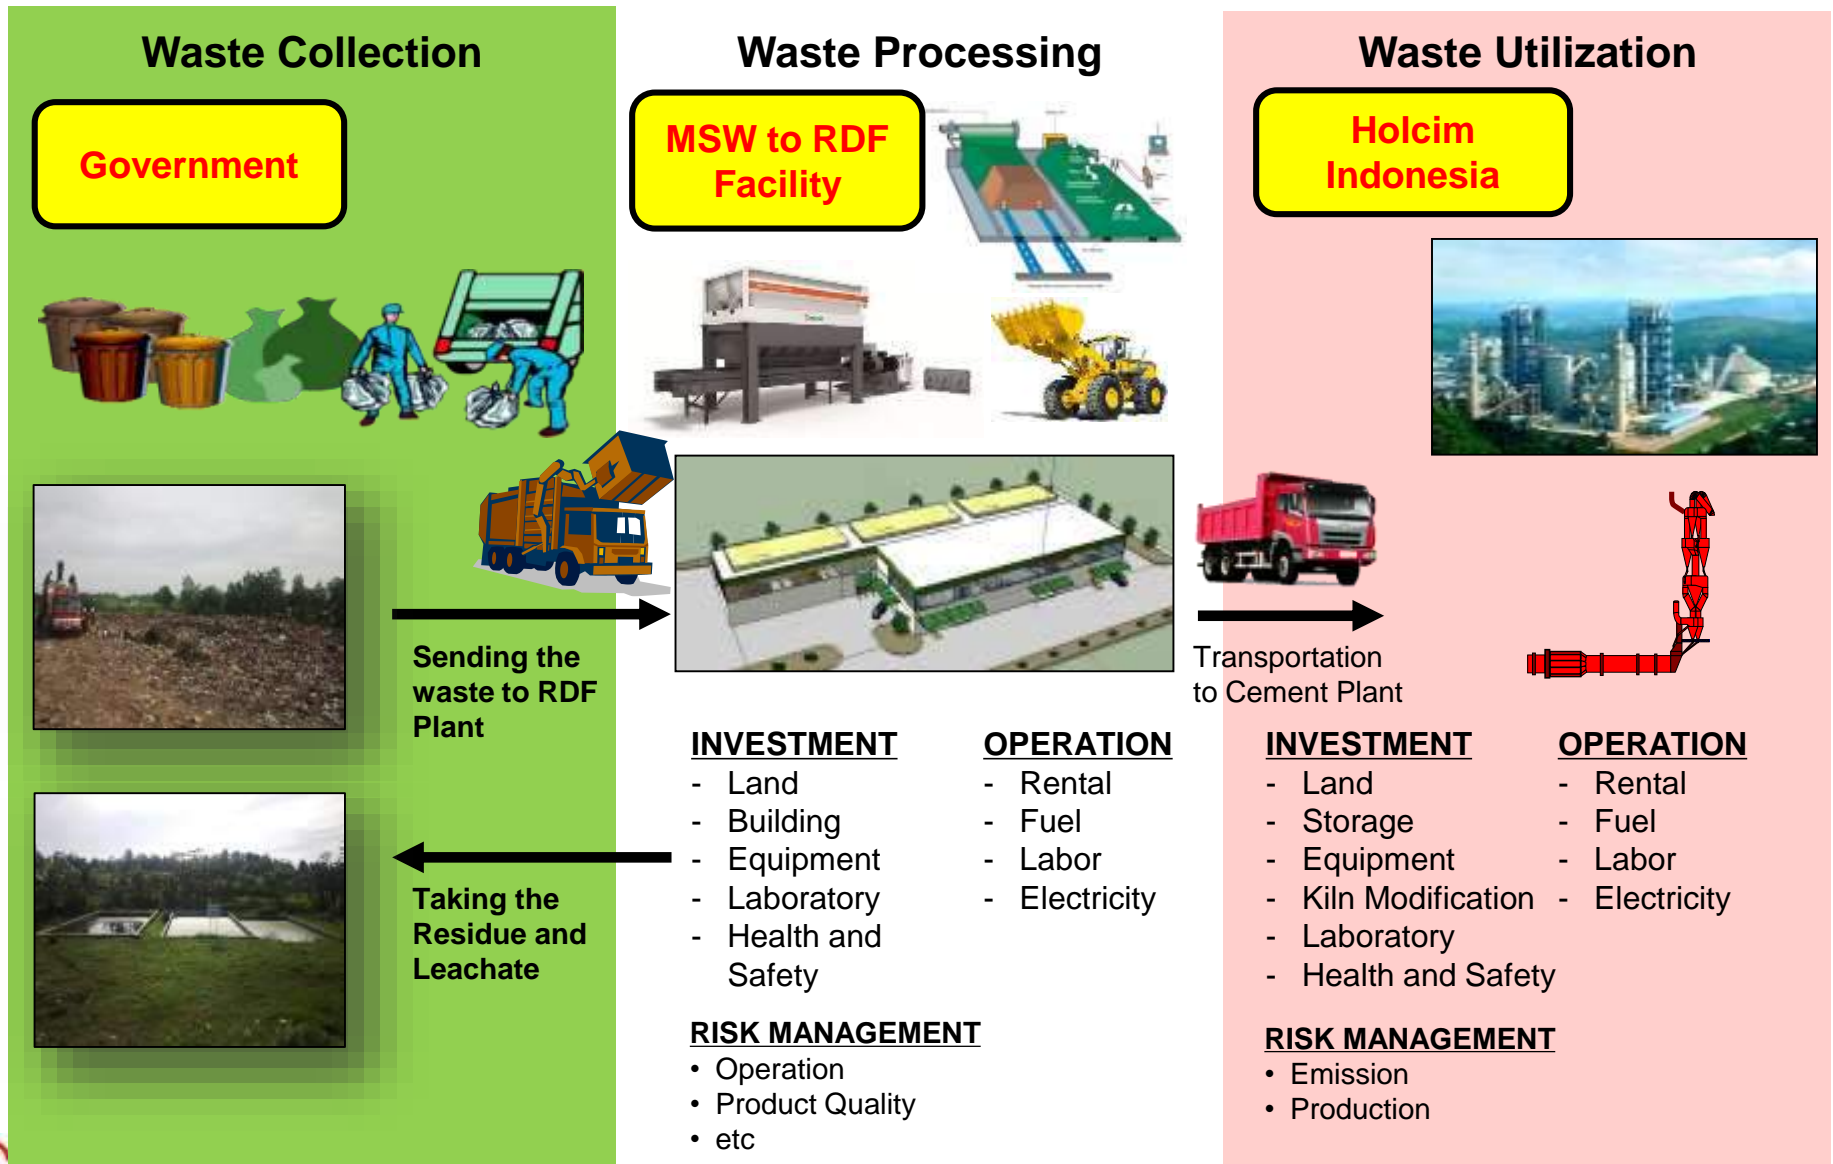 Waste Collection
Government
Sending the
waste to RDF
Plant
Taking the
Residue and
Leachate
Waste Processing
MSW to RDF
Facility
INVESTMENT
- Land
- Building
- Equipment
- Laboratory
- Health and
Safety
OPERATION
- Rental
- Fuel
- Labor
- Electricity
RISK MANAGEMENT
• Operation
• Product Quality
• etc
Transportation
to Cement Plant
Waste Utilization
Holcim
Indonesia
INVESTMENT
- Land
- Storage
- Equipment
- Kiln Modification
- Laboratory
- Health and Safety
OPERATION
- Rental
- Fuel
- Labor
- Electricity
RISK MANAGEMENT
• Emission
• Production